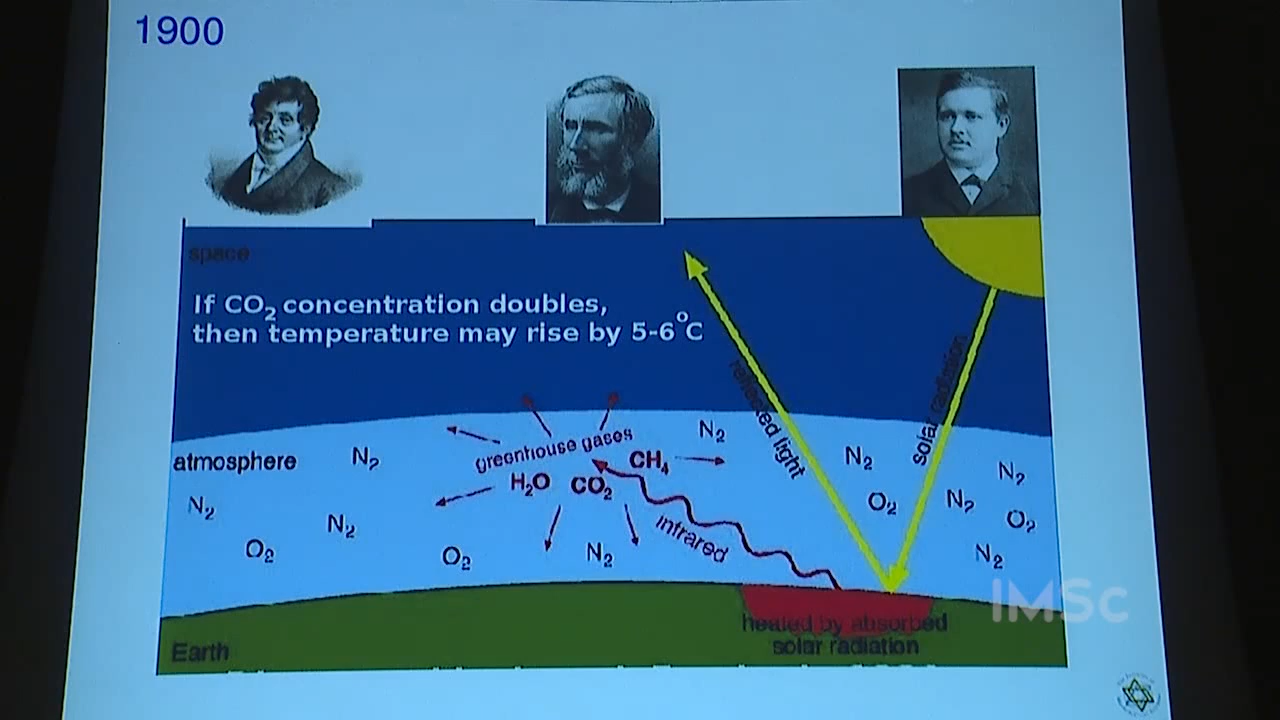 1900
space
If CO₂ concentration doubles,
then temperature may rise by 5-6°C
reflected light
solar radiation
atmosphere
N₂
N₂
N₂
O₂
O₂
greenhouse gases
H₂O CO₂ CH₄
N₂
N₂
infrared
N₂
O₂
N₂
N₂
O₂
N₂
IMSc
heated by absorbed
solar radiation
Earth